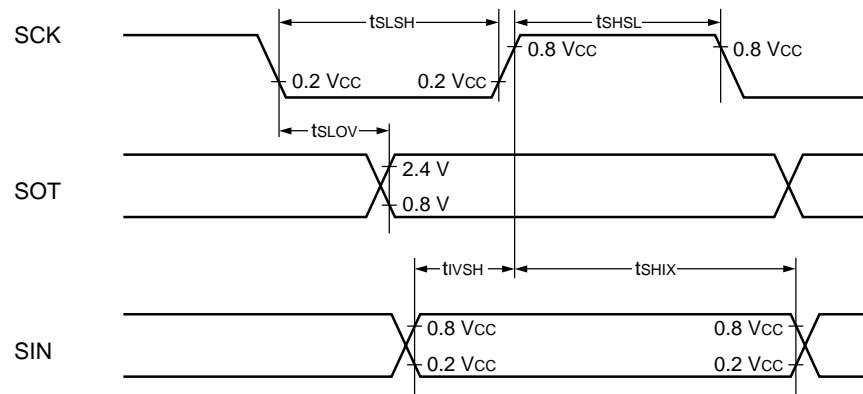 tSLSH tSHSL
SCK
0.8 VCC 0.8 VCC
0.2 VCC 0.2 VCC
tSLOV
SOT
2.4 V
0.8 V
tIVSH tSHIX
SIN
0.8 VCC 0.8 VCC
0.2 VCC 0.2 VCC